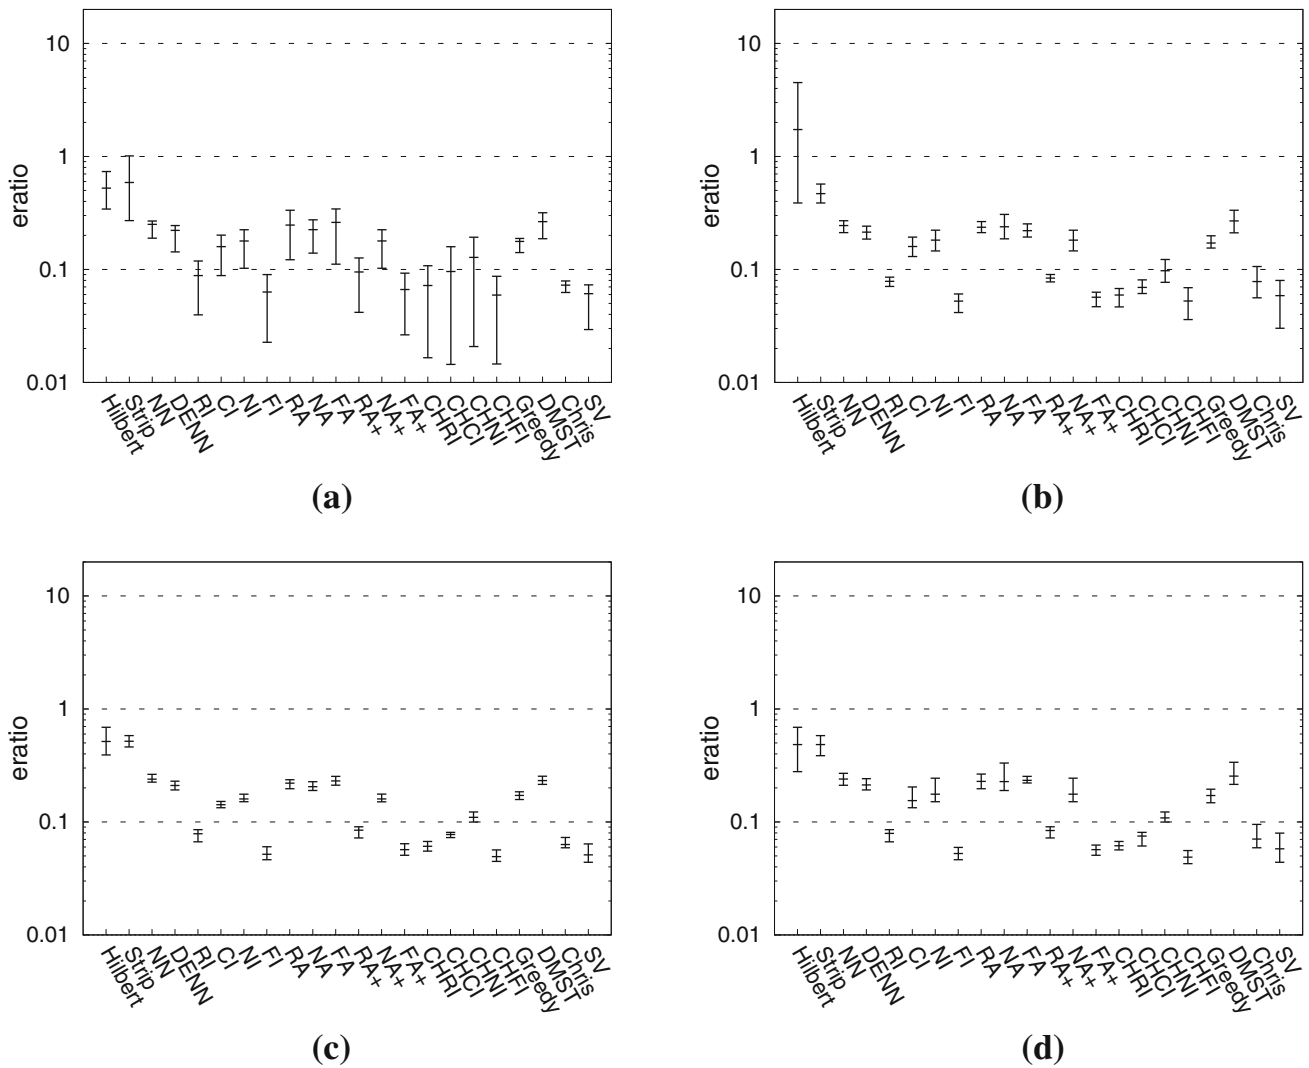 10
1
0.1
0.01
eratio
Hilbert
Strip
NN
DENN
RI
CI
NI
FI
RA
NA
FA
RA+
NA+
FA+
CHRI
CHCI
CHNI
CHFI
Greedy
DMST
Chris
SV
(a)
10
1
0.1
0.01
eratio
Hilbert
Strip
NN
DENN
RI
CI
NI
FI
RA
NA
FA
RA+
NA+
FA+
CHRI
CHCI
CHNI
CHFI
Greedy
DMST
Chris
SV
(b)
10
1
0.1
0.01
eratio
Hilbert
Strip
NN
DENN
RI
CI
NI
FI
RA
NA
FA
RA+
NA+
FA+
CHRI
CHCI
CHNI
CHFI
Greedy
DMST
Chris
SV
(c)
10
1
0.1
0.01
eratio
Hilbert
Strip
NN
DENN
RI
CI
NI
FI
RA
NA
FA
RA+
NA+
FA+
CHRI
CHCI
CHNI
CHFI
Greedy
DMST
Chris
SV
(d)